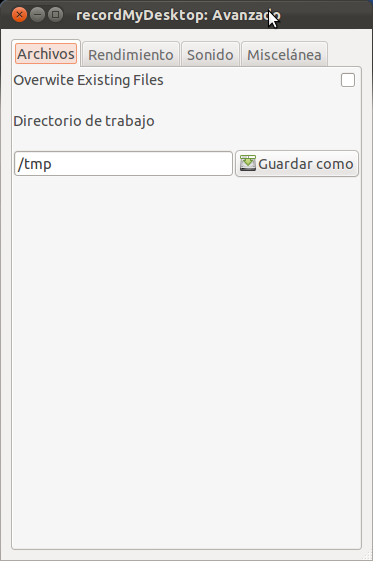 recordMyDesktop: Avanzado
Archivos Rendimiento Sonido Miscelánea
Overwite Existing Files
Directorio de trabajo
/tmp Guardar como